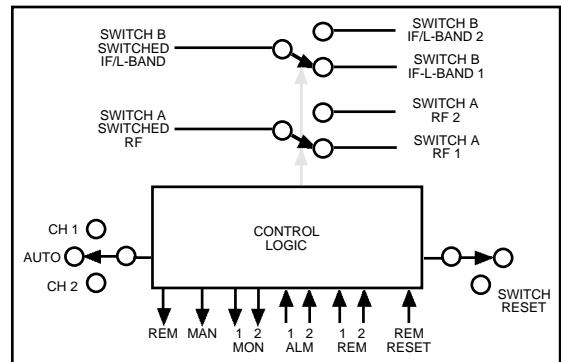 SWITCH B
SWITCHED
IF/L-BAND
SWITCH B
IF/L-BAND 2
SWITCH B
IF-L-BAND 1
SWITCH A
SWITCHED
RF
SWITCH A
RF 2
SWITCH A
RF 1
CONTROL
LOGIC
CH 1
AUTO
CH 2
SWITCH
RESET
REM
MAN
1 2
MON
1 2
ALM
1 2
REM
REM
RESET